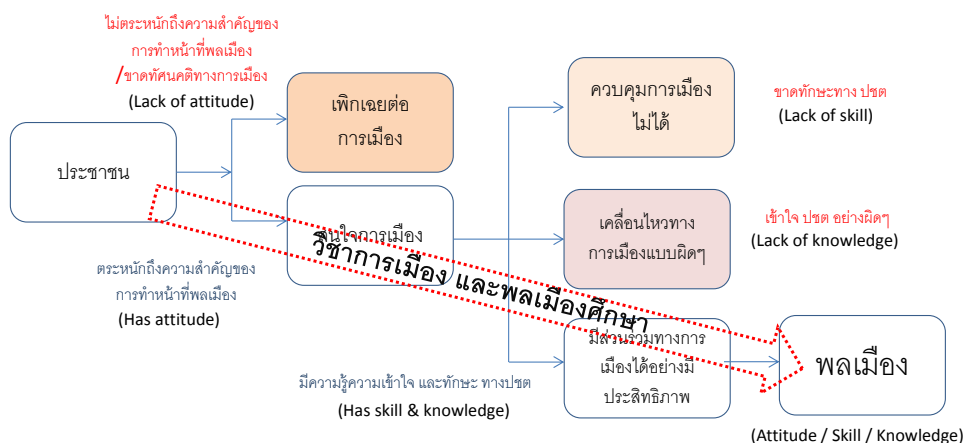 ไม่ตระหนักถึงความสำคัญของ
การทำหน้าที่พลเมือง
/ขาดทัศนคติทางการเมือง
(Lack of attitude)
เพิกเฉยต่อ
การเมือง
ควบคุมการเมือง
ไม่ได้
ขาดทักษะทาง ปชต
(Lack of skill)
ประชาชน
สนใจการเมือง
เคลื่อนไหวทาง
การเมืองแบบผิดๆ
เข้าใจ ปชต อย่างผิดๆ
(Lack of knowledge)
วิชาการเมือง และพลเมืองศึกษา
ตระหนักถึงความสำคัญของ
การทำหน้าที่พลเมือง
(Has attitude)
มีส่วนร่วมทางการ
เมืองได้อย่างมี
ประสิทธิภาพ
พลเมือง
มีความรู้ความเข้าใจ และทักษะ ทางปชต
(Has skill & knowledge)
(Attitude / Skill / Knowledge)